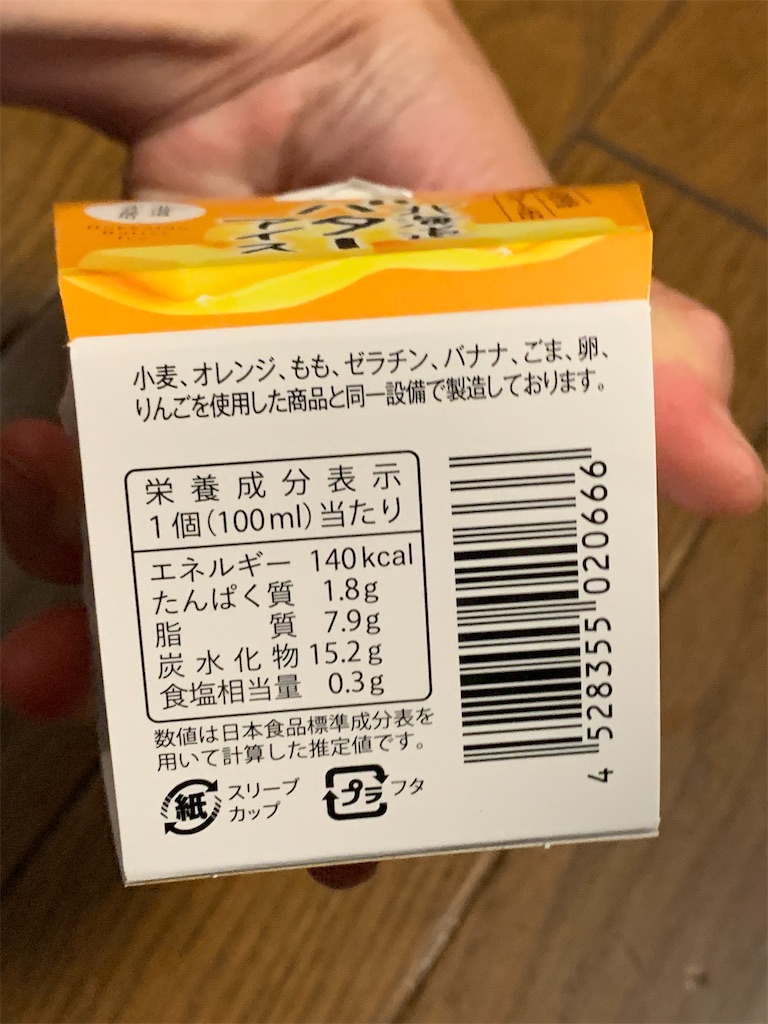 バター
アイス
小麦、オレンジ、もも、ゼラチン、バナナ、ごま、卵、
りんごを使用した商品と同一設備で製造しております。
栄養成分表示
1個(100ml)当たり
エネルギー 140kcal
たんぱく質 1.8g
脂質 7.9g
炭水化物 15.2g
食塩相当量 0.3g
数値は日本食品標準成分表を
用いて計算した推定値です。
紙 スリーブ
カップ
プラ フタ
4 528355 020666